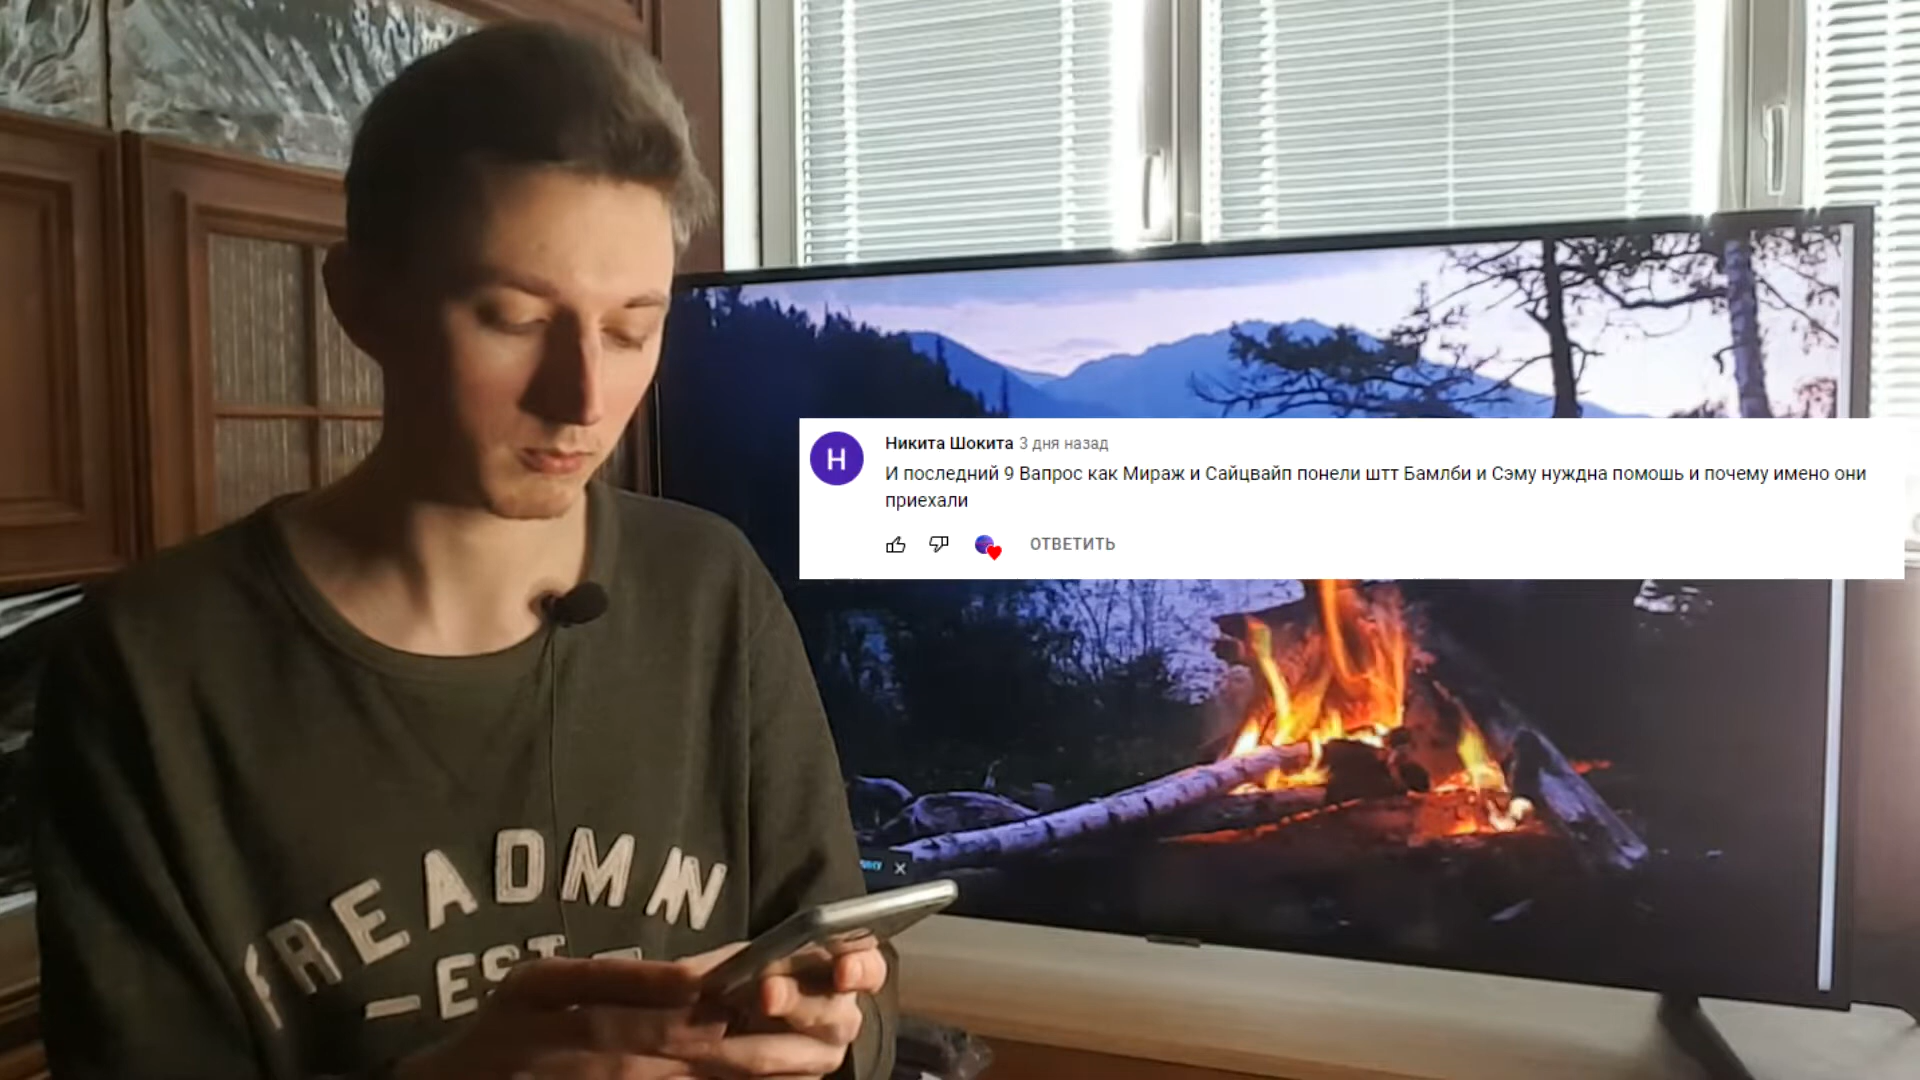 Никита Шокита 3 дня назад
Н
И последний 9 Вапрос как Мираж и Сайцвайп понели штт Бамлби и Сэму нуждна помошь и почему имено они
приехали
ОТВЕТИТЬ
FREADMAN
EST